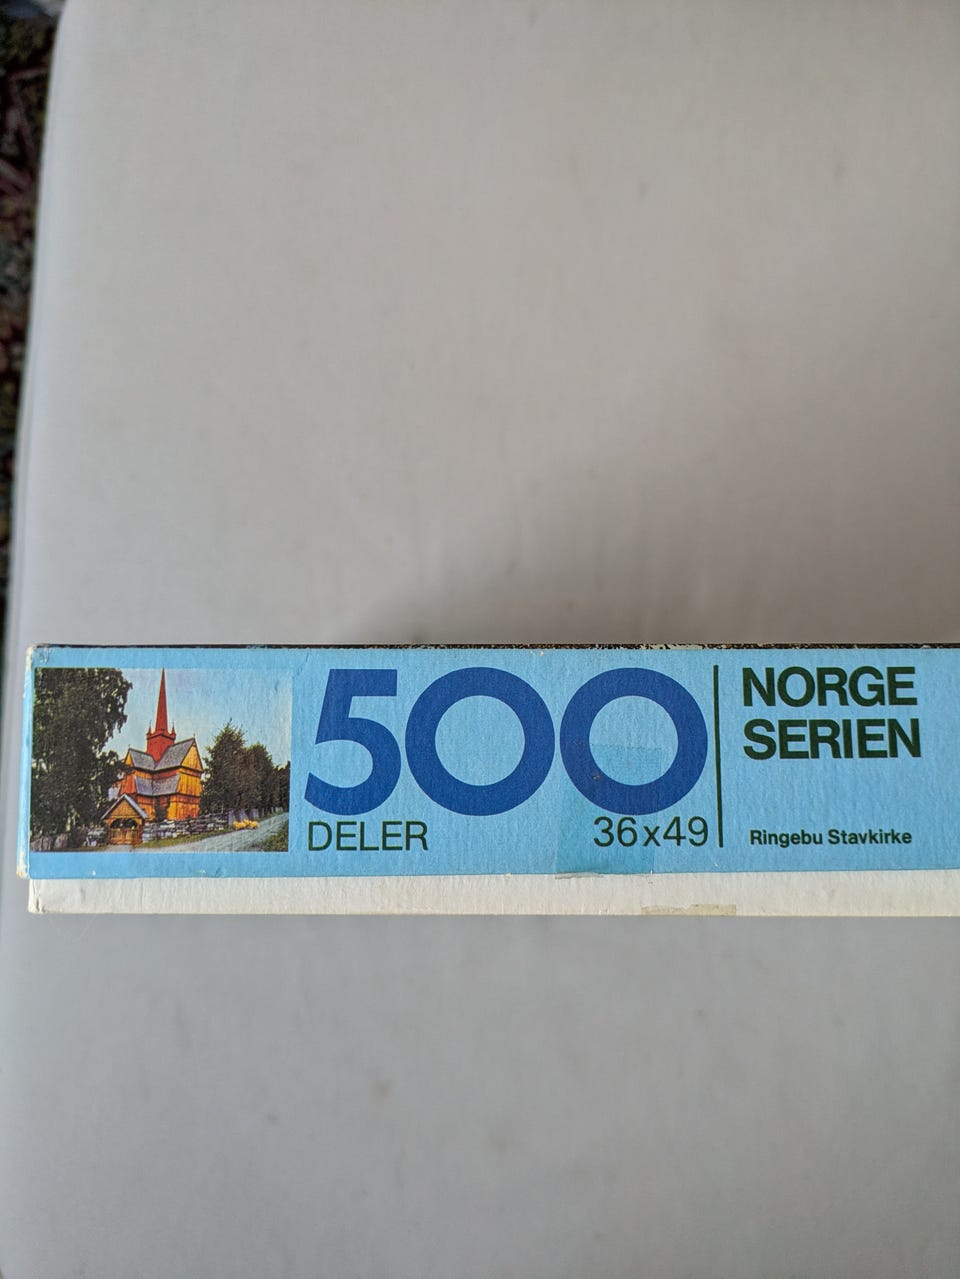 500
DELER
36x49
NORGE
SERIEN
Ringebu Stavkirke